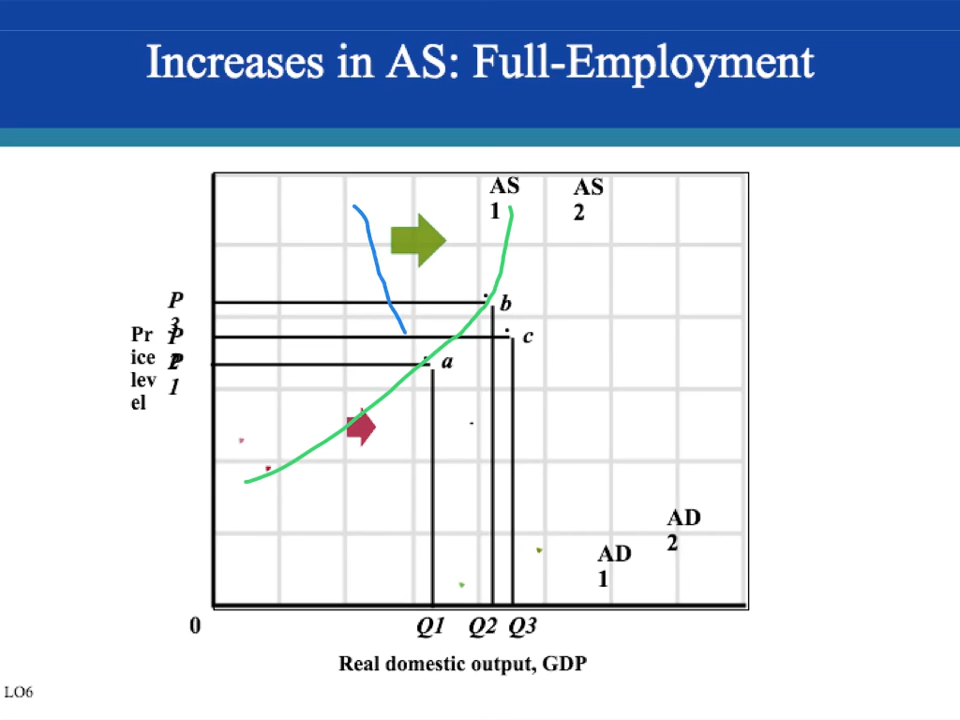 Increases in AS: Full-Employment
AS
1
AS
2
P
3
b
Pr
ice
lev
el
P
2
c
P
1
a
AD
2
AD
1
0
Q1
Q2
Q3
Real domestic output, GDP
LO6